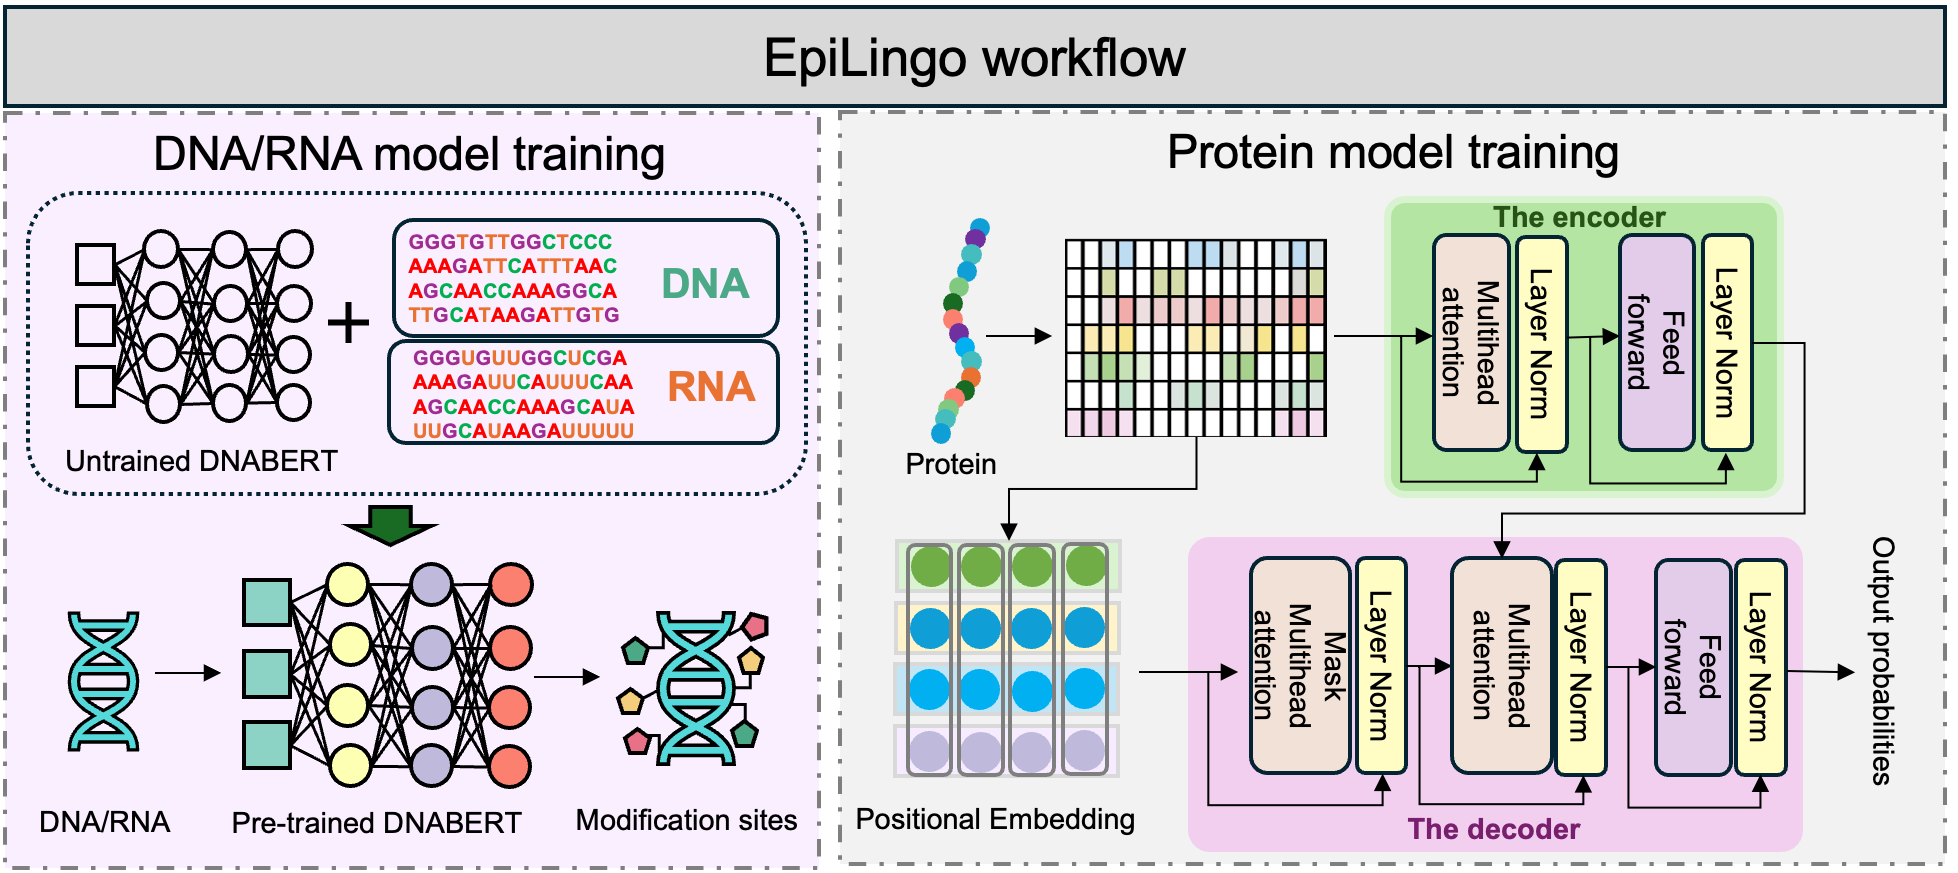 EpiLingo workflow
DNA/RNA model training
GGGTGTTGGCTCCC
AAAGATTCATTTAAC
AGCAACCAAAGGCA
TTGCATAAGATTGTG
DNA
GGGUGUUGGCUCGA
AAAGAUUCAUUUCAA
AGCAACCAAAGCAUA
UUGCAUAAGAUUUUU
RNA
Untrained DNABERT
DNA/RNA
Pre-trained DNABERT
Modification sites
Protein model training
Protein
The encoder
Multihead
attention
Layer Norm
Feed
forward
Layer Norm
Positional Embedding
Mask
Multihead
attention
Layer Norm
Multihead
attention
Layer Norm
Feed
forward
Layer Norm
The decoder
Output probabilities